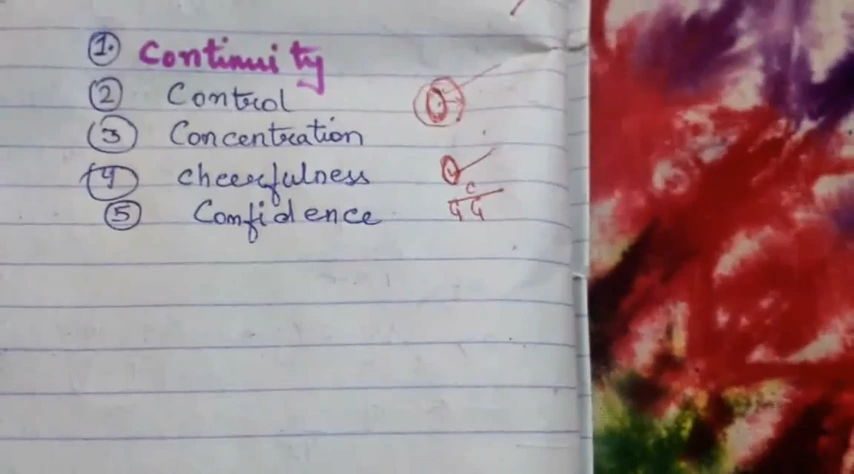 1. Continuity
2 Control
3 Concentration
4 cheerfulness
5 Confidence